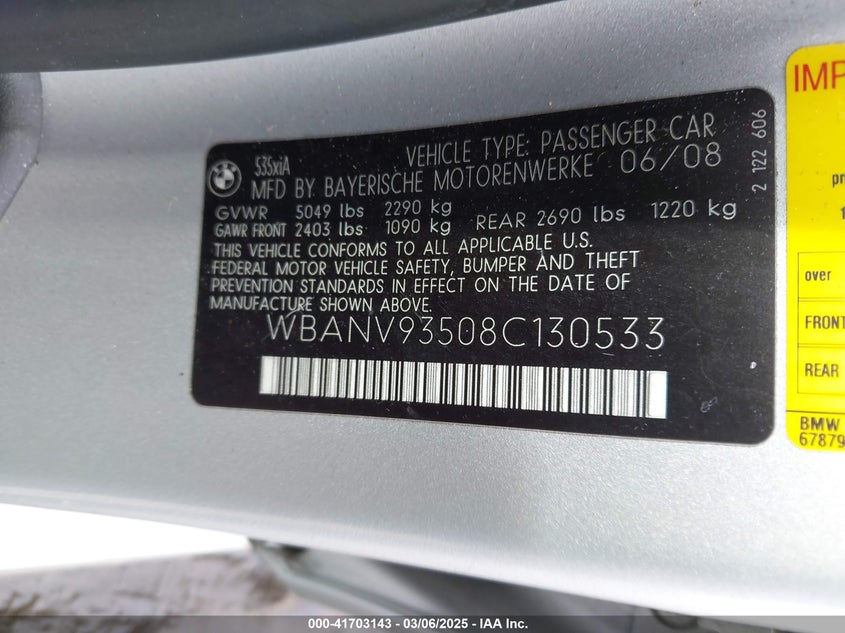 535xiA VEHICLE TYPE: PASSENGER CAR
MFD BY BAYERISCHE MOTORENWERKE 06/08
GVWR 5049 lbs 2290 kg
GAWR FRONT 2403 lbs 1090 kg REAR 2690 lbs 1220 kg
THIS VEHICLE CONFORMS TO ALL APPLICABLE U.S.
FEDERAL MOTOR VEHICLE SAFETY, BUMPER AND THEFT
PREVENTION STANDARDS IN EFFECT ON THE DATE OF
MANUFACTURE SHOWN ABOVE.
WBANV93508C130533
2 122 606
IMP
pr
1
over
FRONT
REAR
BMW
67879
000-41703143 - 03/06/2025 - IAA Inc.